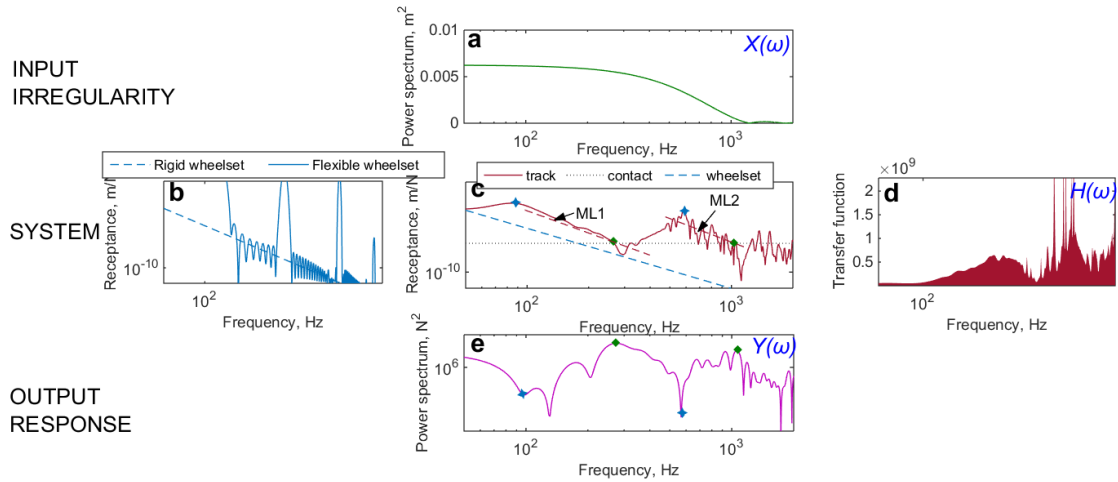 INPUT
IRREGULARITY
a
X(ω)
Power spectrum, m²
0.01
0.005
0
10²
10³
Frequency, Hz
SYSTEM
Rigid wheelset
Flexible wheelset
b
Receptance, m/N
10⁻¹⁰
10²
Frequency, Hz
track
contact
wheelset
c
ML1
ML2
Receptance, m/N
10⁻¹⁰
10²
10³
Frequency, Hz
×10⁹
d
H(ω)
Transfer function
2
1.5
1
0.5
10²
Frequency, Hz
OUTPUT
RESPONSE
e
Y(ω)
Power spectrum, N²
10⁶
10²
10³
Frequency, Hz